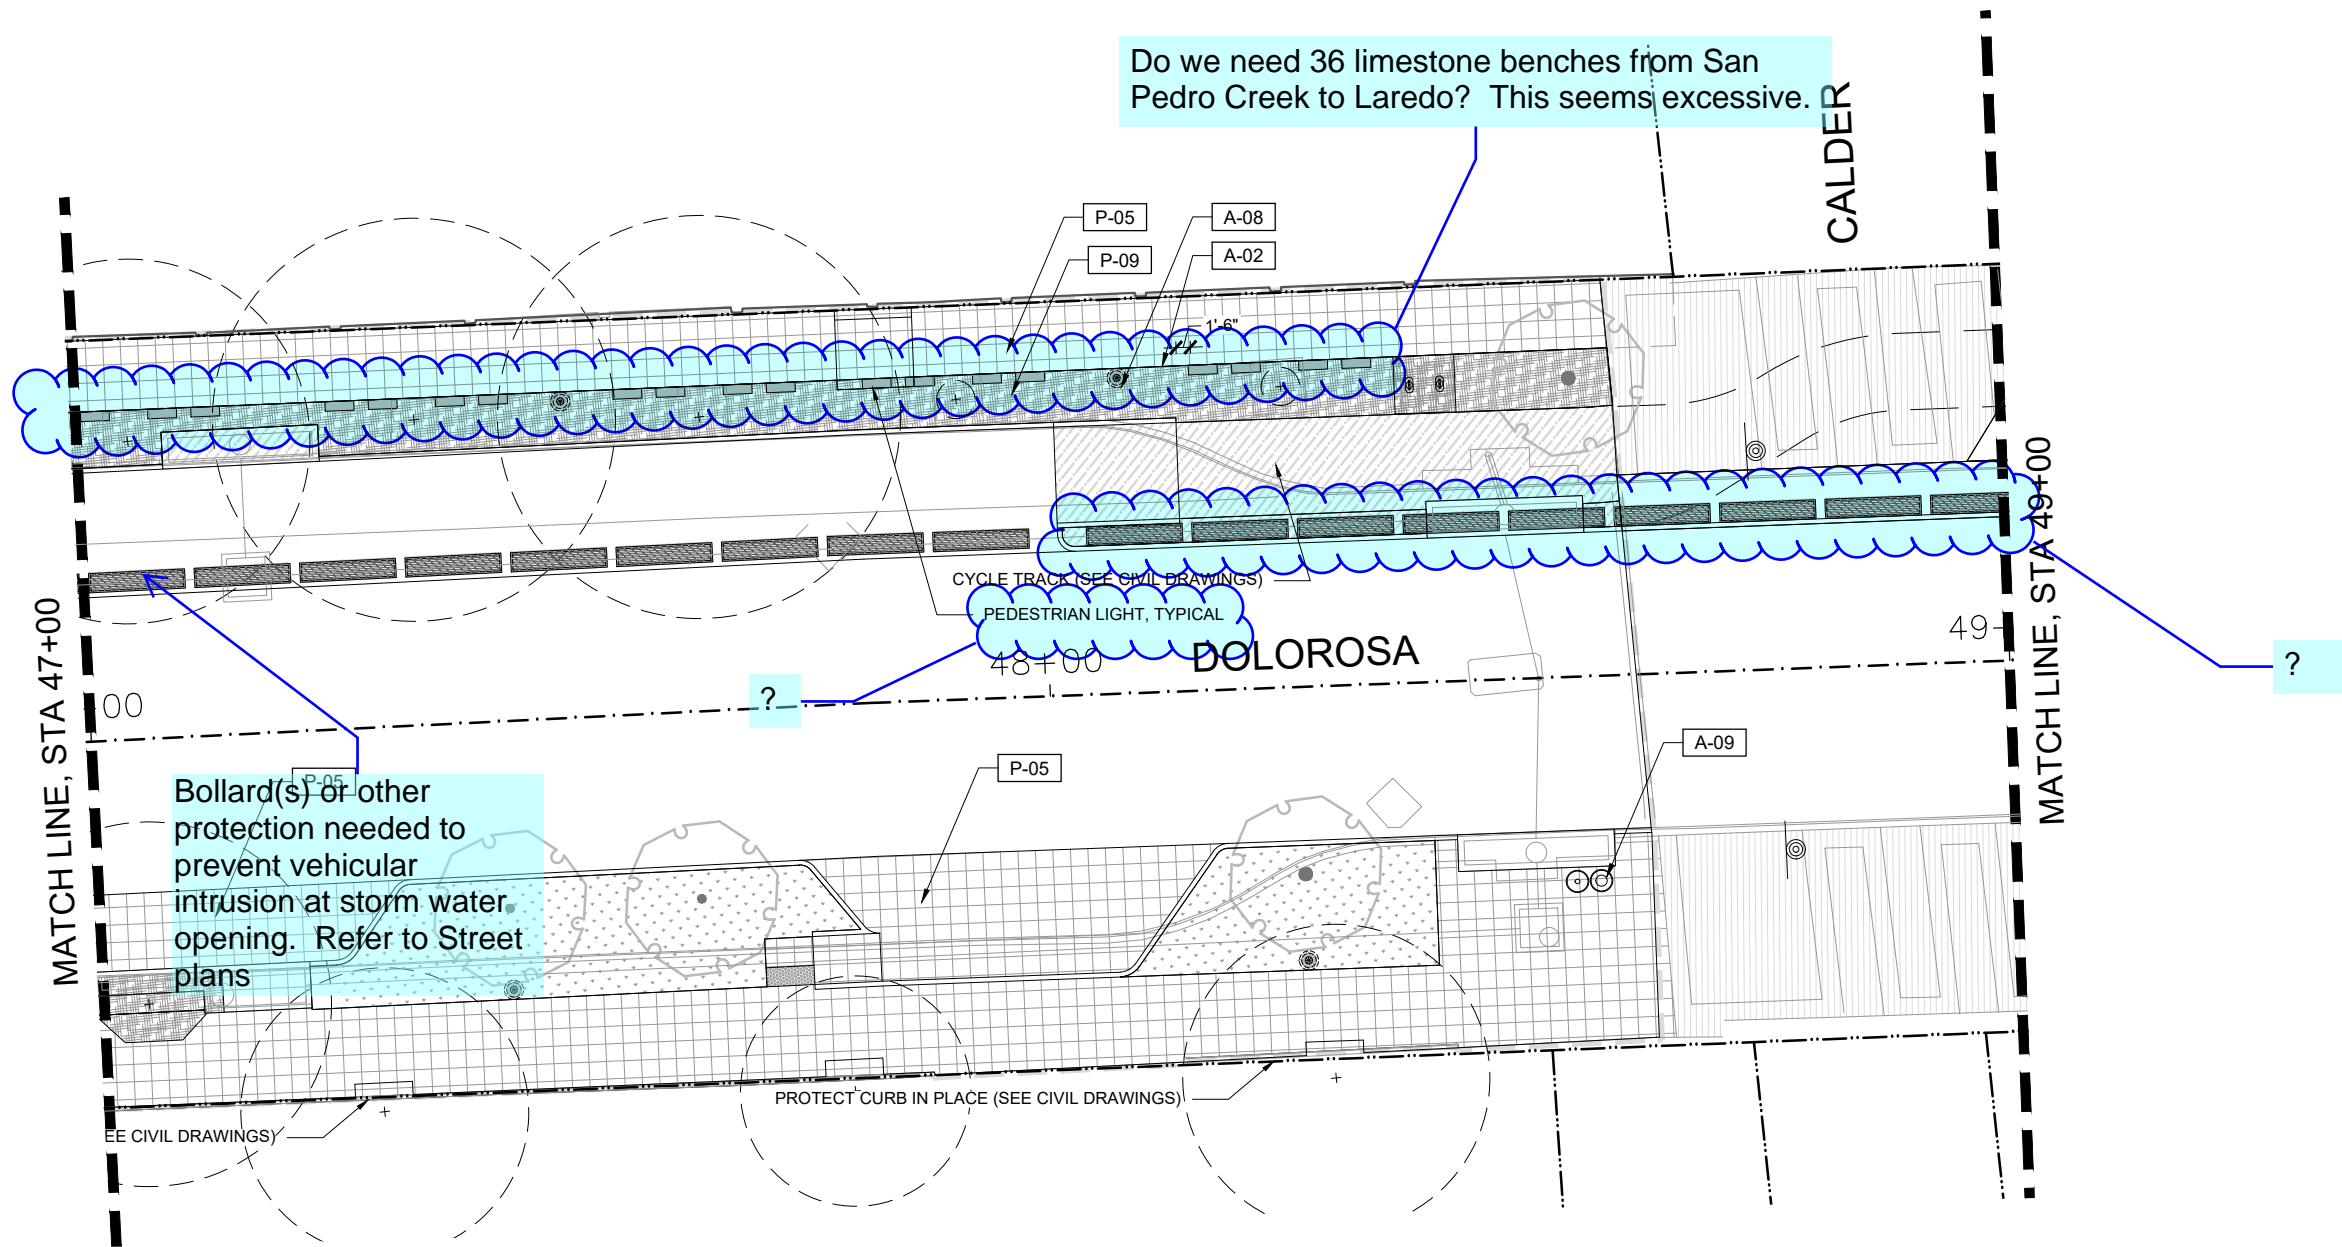 Do we need 36 limestone benches from San
Pedro Creek to Laredo?  This seems excessive.
CALDER
P-05
A-08
P-09
A-02
1'-6"
CYCLE TRACK (SEE CIVIL DRAWINGS)
PEDESTRIAN LIGHT, TYPICAL
DOLOROSA
48+00
49+
?
?
MATCH LINE, STA 47+00
MATCH LINE, STA 49+00
+00
P-05
Bollard(s) or other
protection needed to
prevent vehicular
intrusion at storm water
opening.  Refer to Street
plans
P-05
A-09
PROTECT CURB IN PLACE (SEE CIVIL DRAWINGS)
EE CIVIL DRAWINGS)